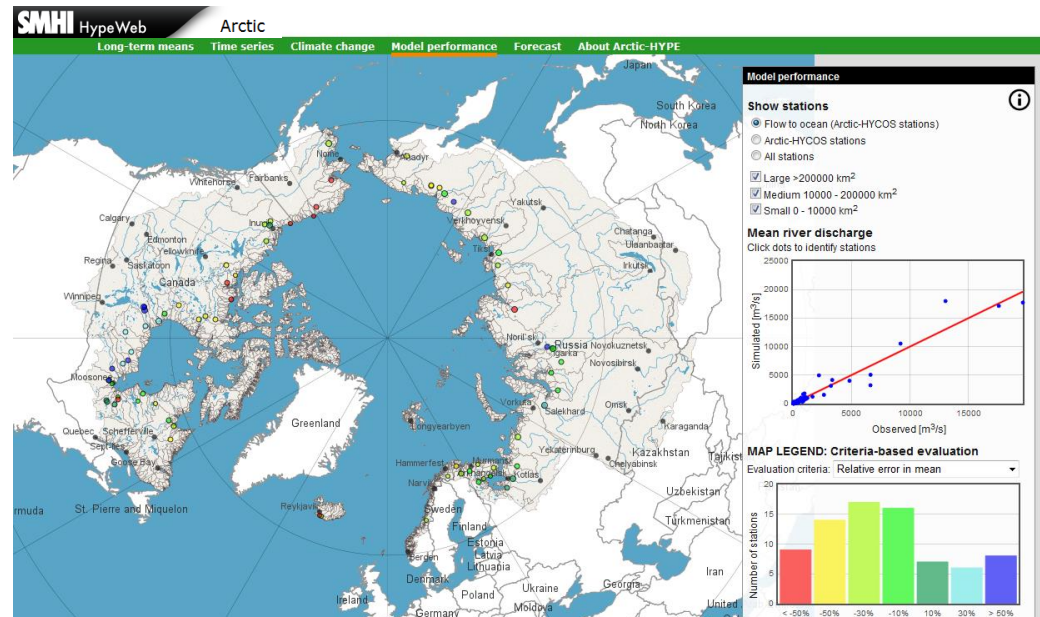 SMHI HypeWeb Arctic
Long-term means Time series Climate change Model performance Forecast About Arctic-HYPE
Model performance
Show stations
Flow to ocean (Arctic-HYCOS stations)
Arctic-HYCOS stations
All stations
Large >200000 km²
Medium 10000 - 200000 km²
Small 0 - 10000 km²
Mean river discharge
Click dots to identify stations
25000
20000
15000
10000
5000
0
Simulated [m³/s]
0 5000 10000 15000
Observed [m³/s]
MAP LEGEND: Criteria-based evaluation
Evaluation criteria: Relative error in mean
20
15
10
5
0
Number of stations
< -50% -50% -30% -10% 10% 30% > 50%
Japan
South Korea
North Korea
Nome
Anadyr
Fairbanks
Whitehorse
Yakutsk
Verkhoyvensk
Calgary
Edmonton
Yellowknife
Regina
Saskatoon
Canada
Winnipeg
Chatanga
Ulaanbaatar
Irkutsk
Tiksi
Noril'sk
Russia
Novokuznetsk
Igarka
Novosibirsk
Moosonee
Vorkuta
Salekhard
Omsk
Greenland
Quebec
Schefferville
Sept-Iles
Goose Bay
Longyearbyen
Karaganda
Yekaterinburg
Kazakhstan
Chelyabinsk
Hammerfest
Murmansk
Kotlas
Narvik
Uzbekistan
St. Pierre and Miquelon
Reykjavik
Sweden
Finland
Turkmenistan
Estonia
Latvia
Lithuania
Bergen
Denmark
Iran
Ireland
Poland
Ukraine
Georgia
Germany
Moldova
United